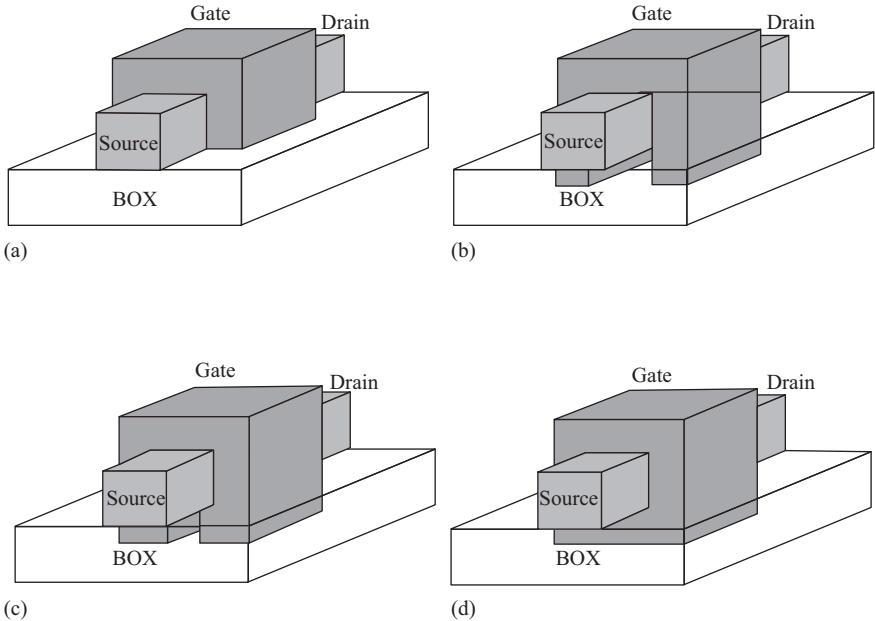 Gate
Drain
Source
BOX
(a)
Gate
Drain
Source
BOX
(b)
Gate
Drain
Source
BOX
(c)
Gate
Drain
Source
BOX
(d)